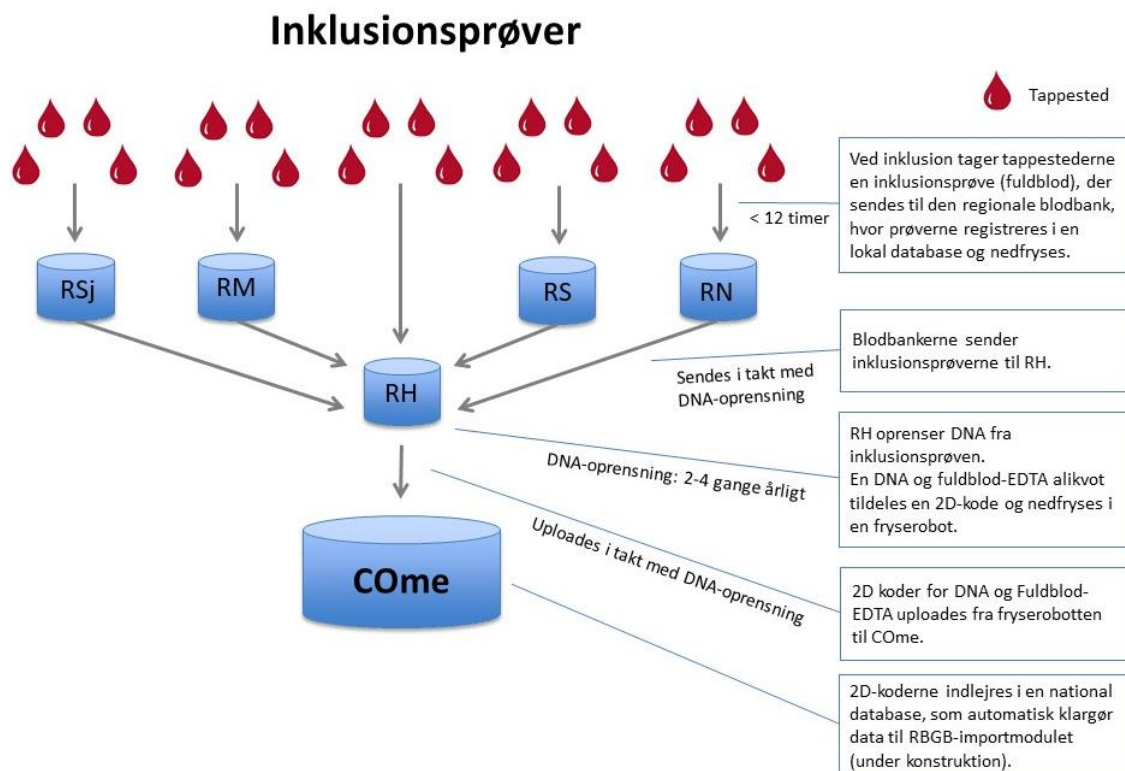 Inklusionsprøver
Tappested
Ved inklusion tager tappestederne
en inklusionsprøve (fuldblod), der
sendes til den regionale blodbank,
hvor prøverne registreres i en
lokal database og nedfryses.
< 12 timer
RSj
RM
RS
RN
Blodbankerne sender
inklusionsprøverne til RH.
RH
Sendes i takt med
DNA-oprensning
RH oprenser DNA fra
inklusionsprøven.
En DNA og fuldblod-EDTA alikvot
tildeles en 2D-kode og nedfryses i
en fryserobot.
DNA-oprensning: 2-4 gange årligt
Uploades i takt med DNA-oprensning
COme
2D koder for DNA og Fuldblod-
EDTA uploades fra fryserobotten
til COme.
2D-koderne indlejres i en national
database, som automatisk klargør
data til RBGB-importmodulet
(under konstruktion).